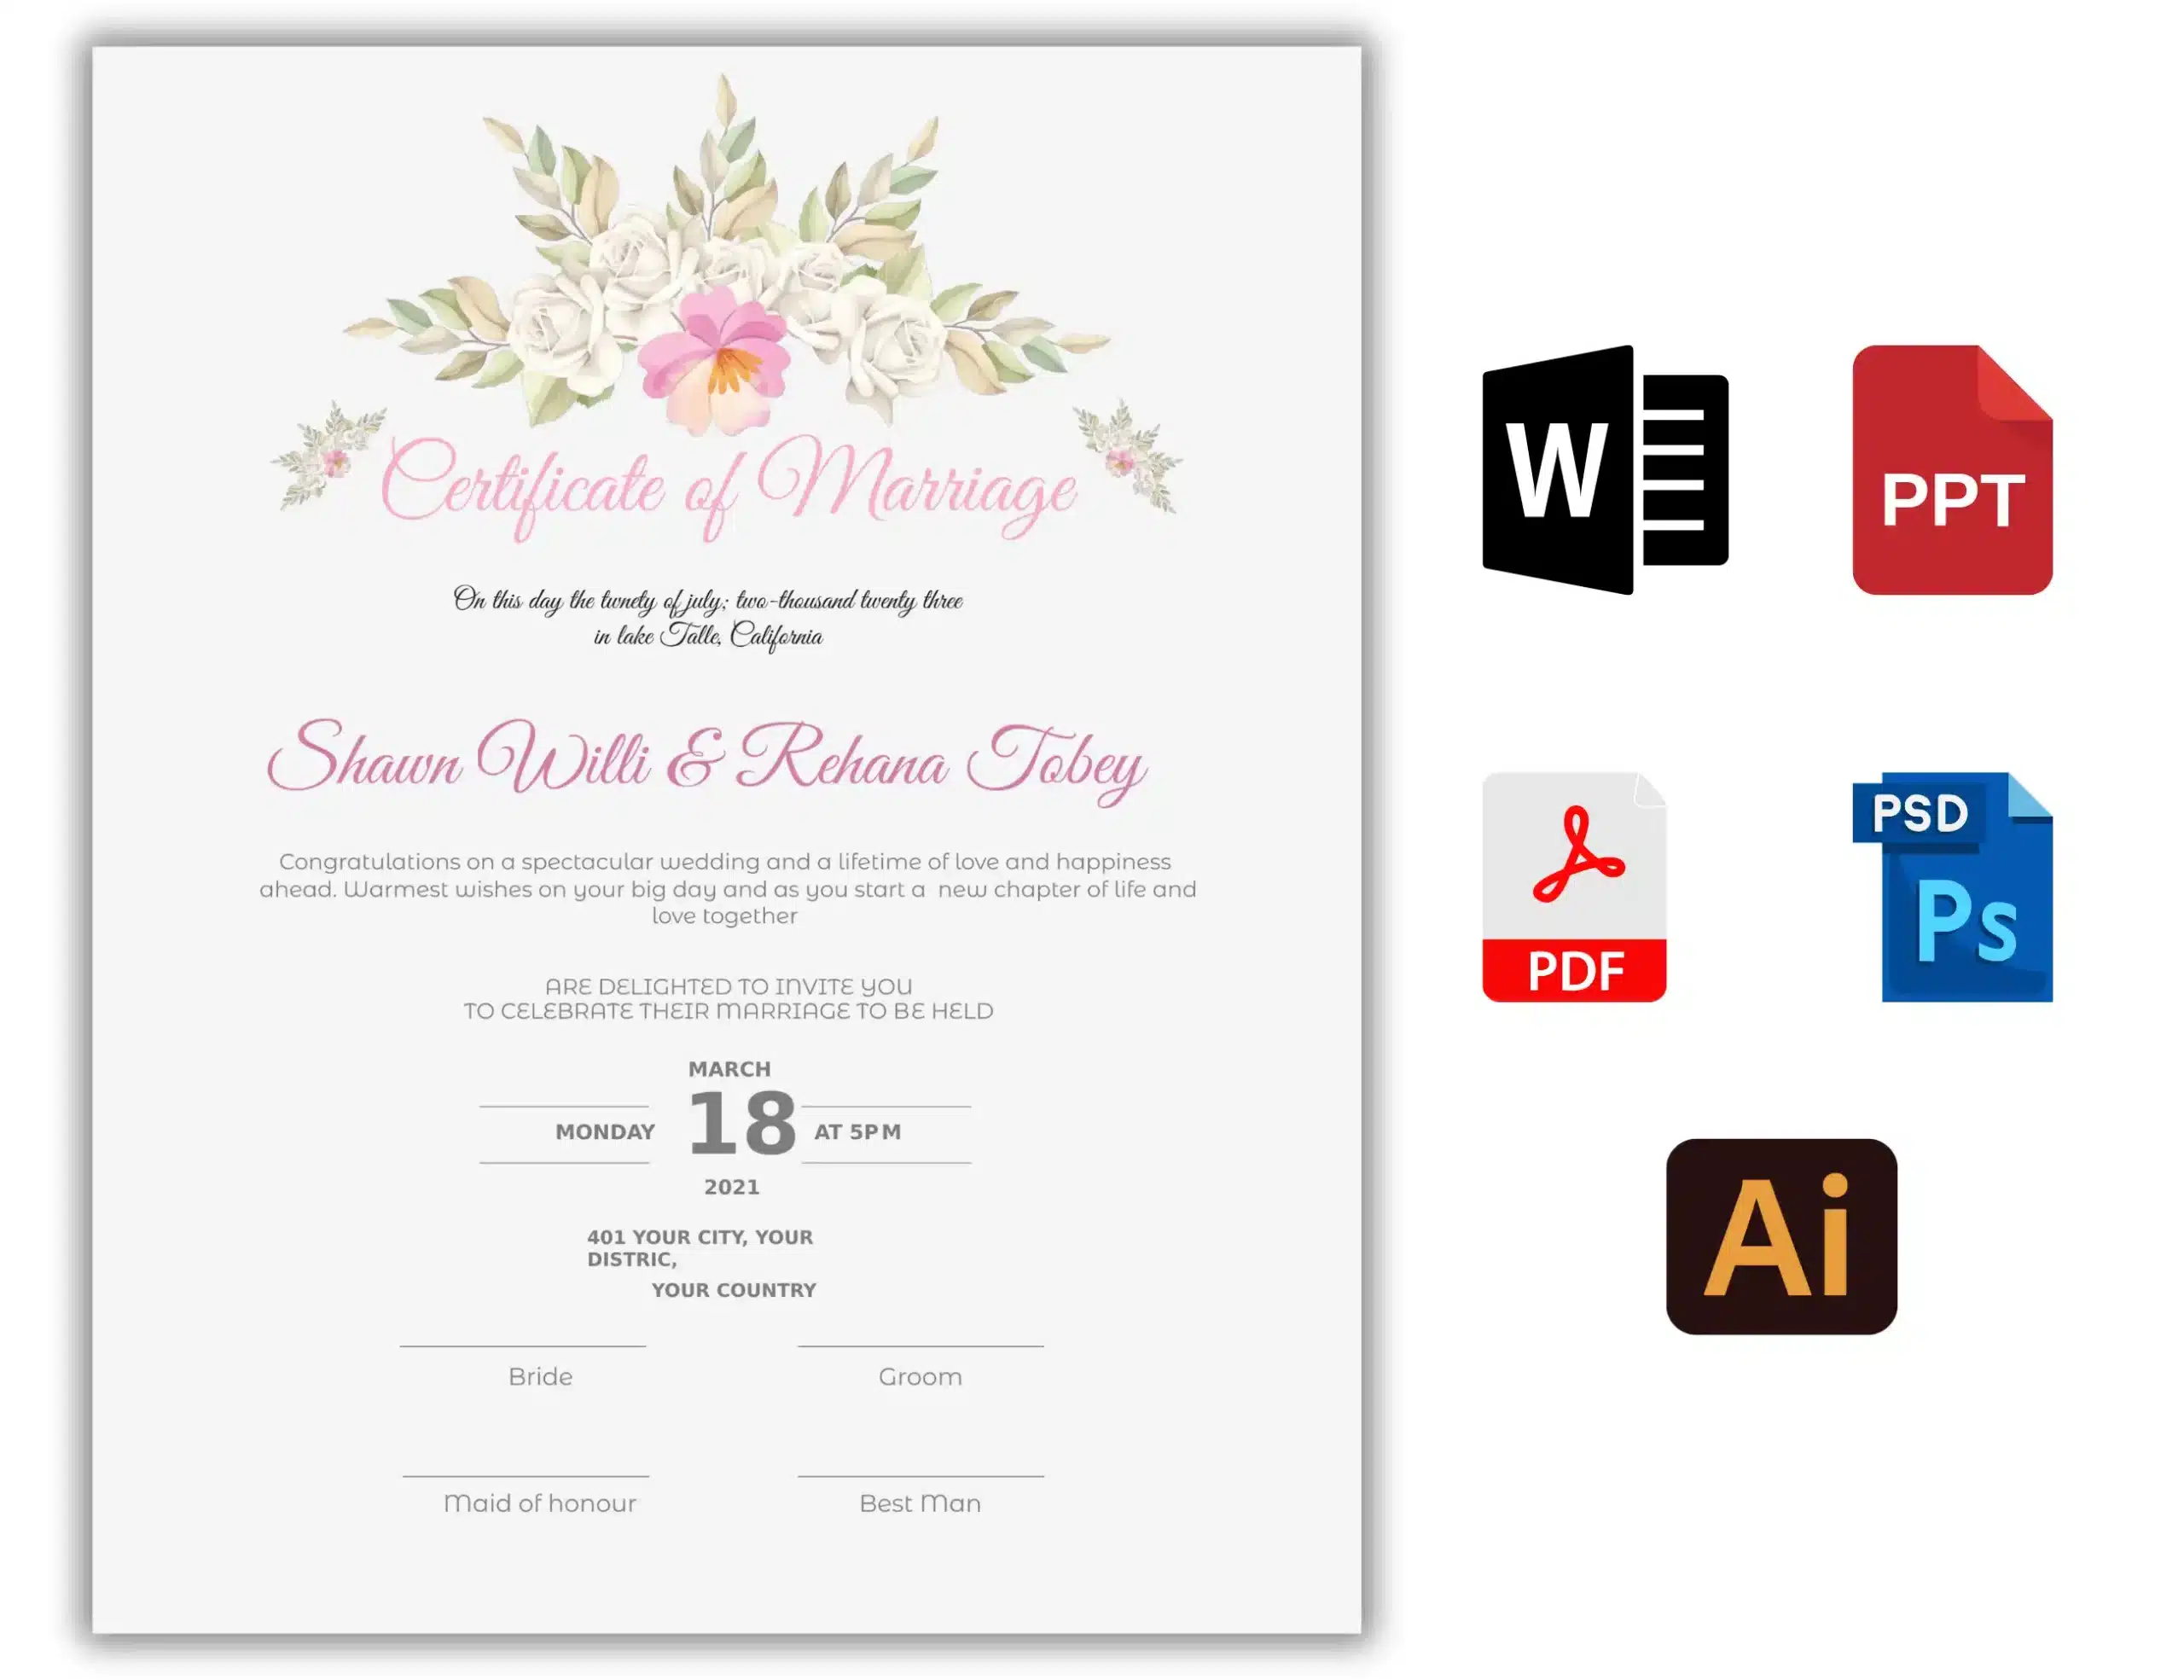 Certificate of Marriage
On this day the twnety of july; two-thousand twenty three
in lake Talle, California
Shawn Willi & Rehana Tobey
Congratulations on a spectacular wedding and a lifetime of love and happiness
ahead. Warmest wishes on your big day and as you start a new chapter of life and
love together
ARE DELIGHTED TO INVITE YOU
TO CELEBRATE THEIR MARRIAGE TO BE HELD
MARCH
MONDAY 18 AT 5PM
2021
401 YOUR CITY, YOUR
DISTRIC,
YOUR COUNTRY
Bride Groom
Maid of honour Best Man
W
PPT
PDF
PSD
Ps
Ai